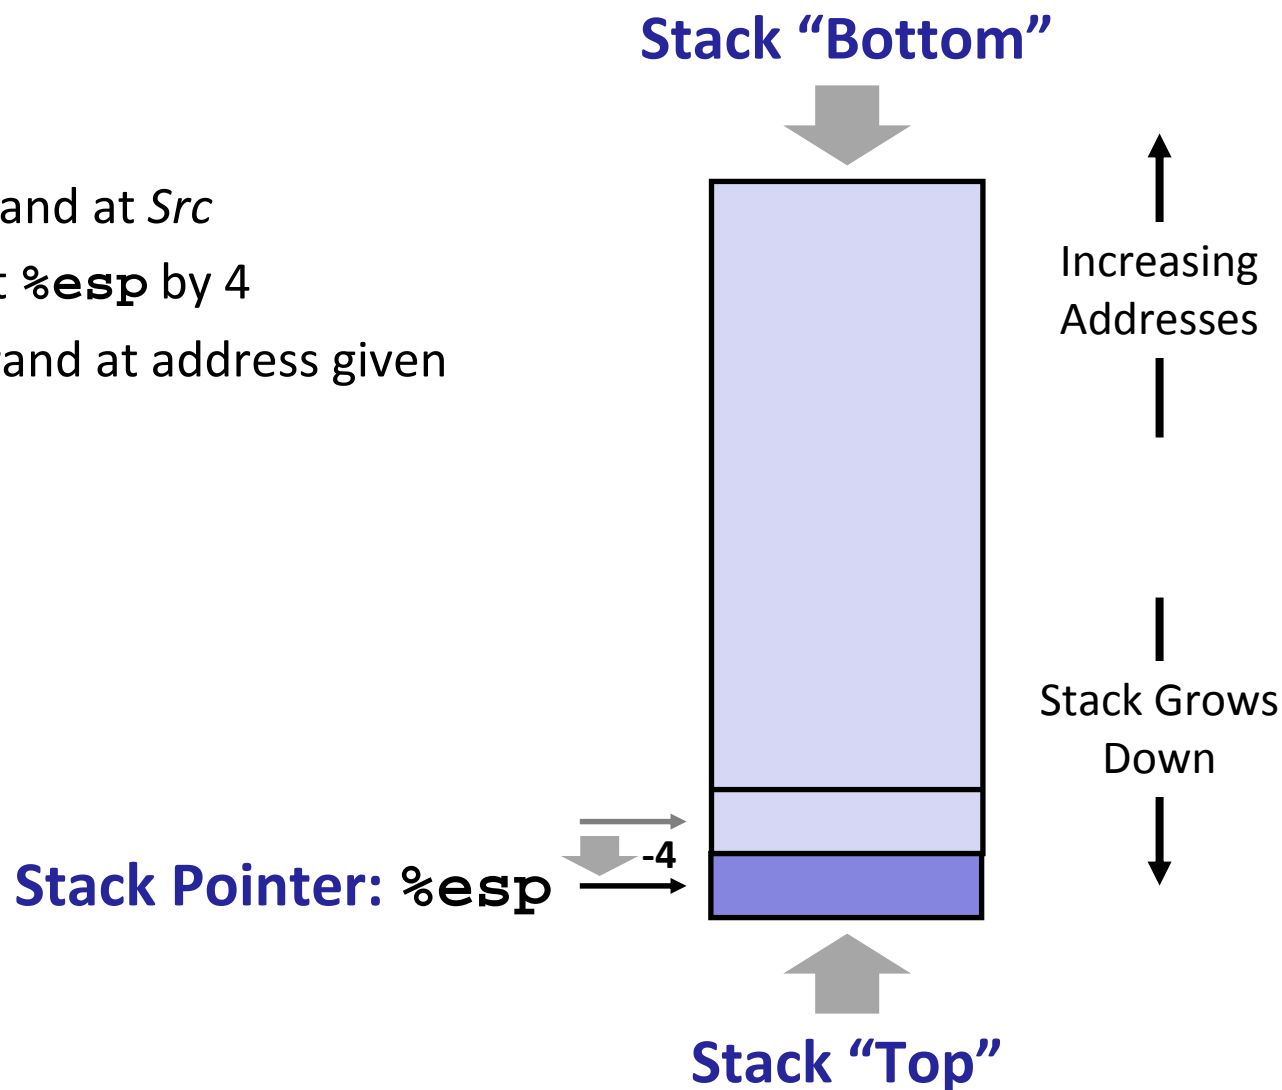 Stack “Bottom”
and at Src
t %esp by 4
and at address given
Increasing
Addresses
Stack Grows
Down
-4
Stack Pointer: %esp
Stack “Top”